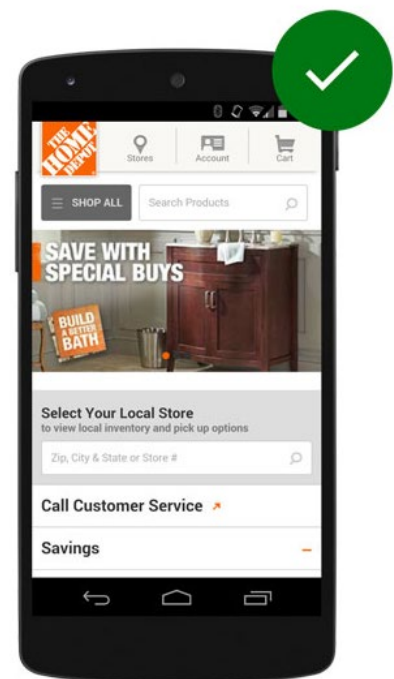 THE
HOME
DEPOT
Stores
Account
Cart
SHOP ALL
Search Products
SAVE WITH
SPECIAL BUYS
BUILD
A BETTER
BATH
Select Your Local Store
to view local inventory and pick up options
Zip, City & State or Store #
Call Customer Service
Savings